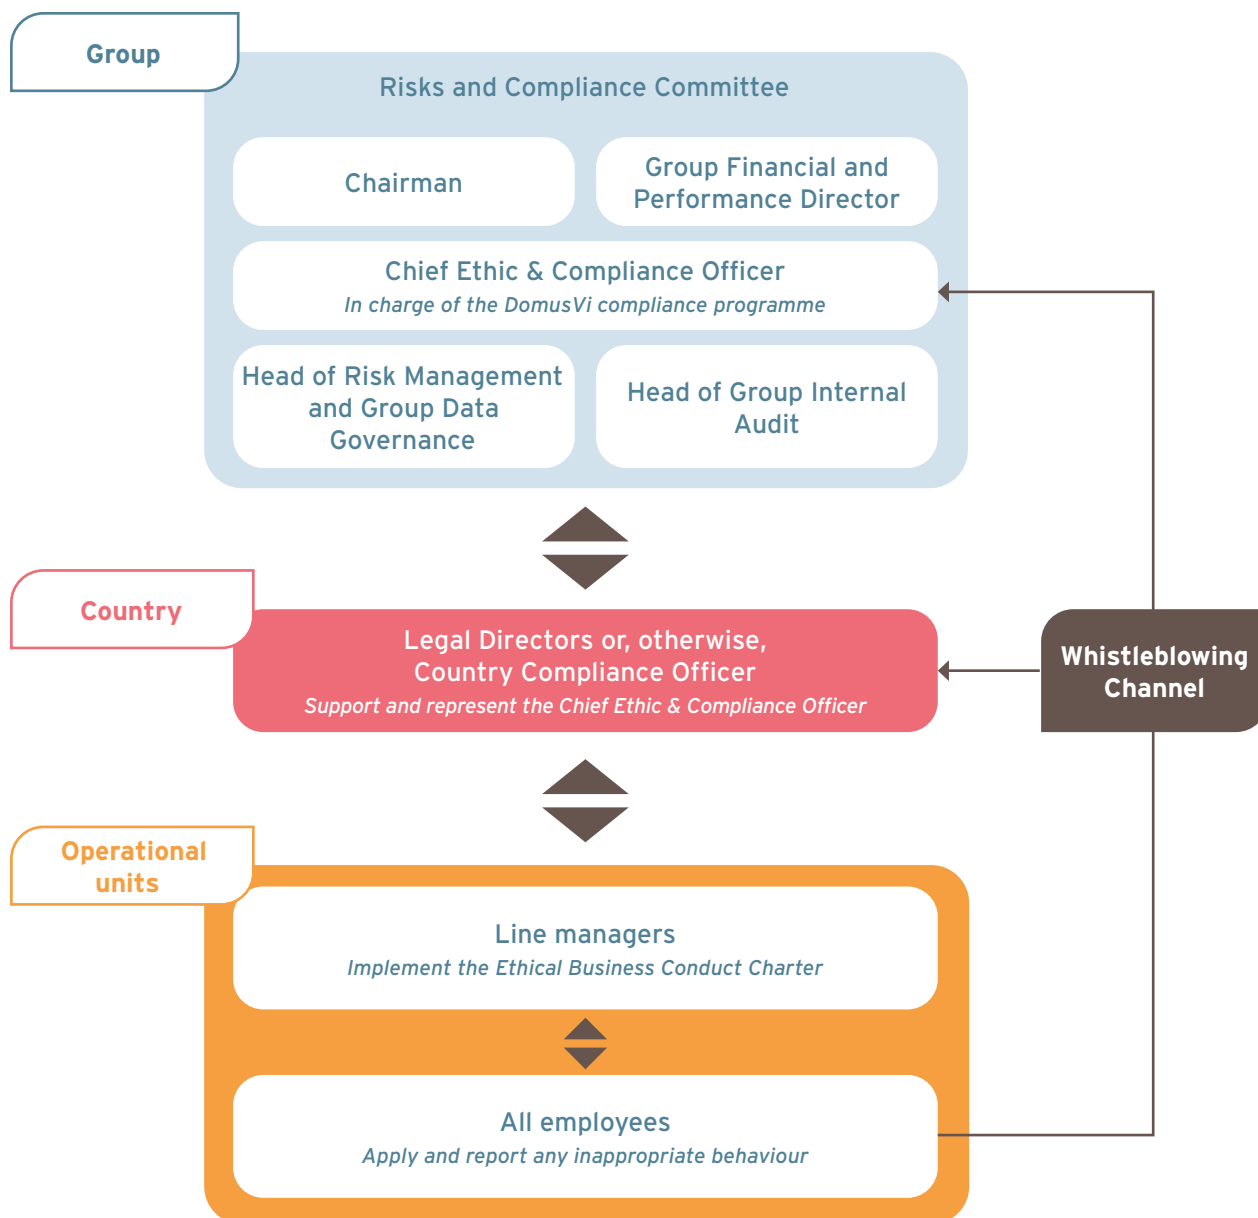 Group
Risks and Compliance Committee
Chairman
Group Financial and
Performance Director
Chief Ethic & Compliance Officer
In charge of the DomusVi compliance programme
Head of Risk Management
and Group Data
Governance
Head of Group Internal
Audit
Country
Legal Directors or, otherwise,
Country Compliance Officer
Support and represent the Chief Ethic & Compliance Officer
Whistleblowing
Channel
Operational
units
Line managers
Implement the Ethical Business Conduct Charter
All employees
Apply and report any inappropriate behaviour